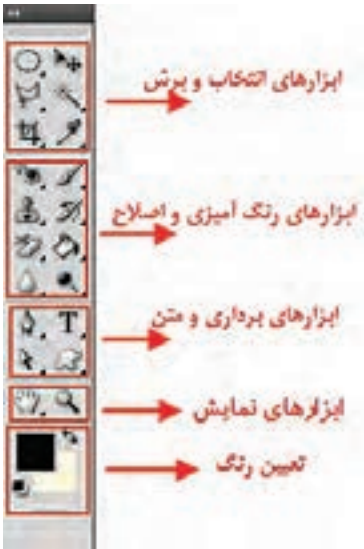 ابزارهای انتخاب و برش
ابزارهای رنگ آمیزی و اصلاح
ابزارهای برداری و متن
ابزارهای نمایش
تعیین رنگ